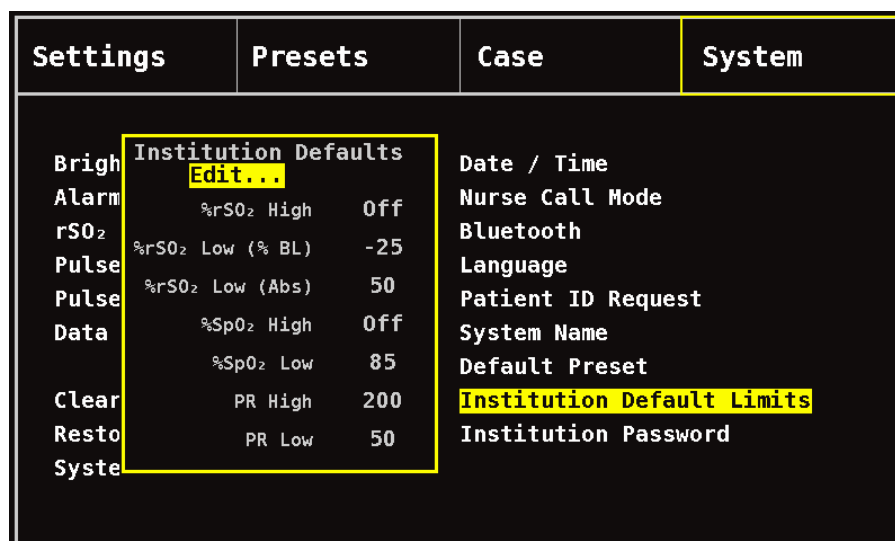 Settings Presets Case System
Institution Defaults
Edit...
%rSO₂ High Off
%rSO₂ Low (% BL) -25
%rSO₂ Low (Abs) 50
%SpO₂ High Off
%SpO₂ Low 85
PR High 200
PR Low 50
Brigh
Alarm
rSO₂
Pulse
Pulse
Data
Clear
Resto
Syste
Date / Time
Nurse Call Mode
Bluetooth
Language
Patient ID Request
System Name
Default Preset
Institution Default Limits
Institution Password